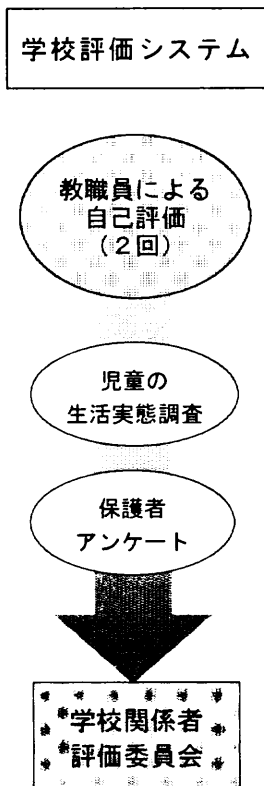 学校評価システム
教職員による
自己評価
（２回）
児童の
生活実態調査
保護者
アンケート
学校関係者
評価委員会